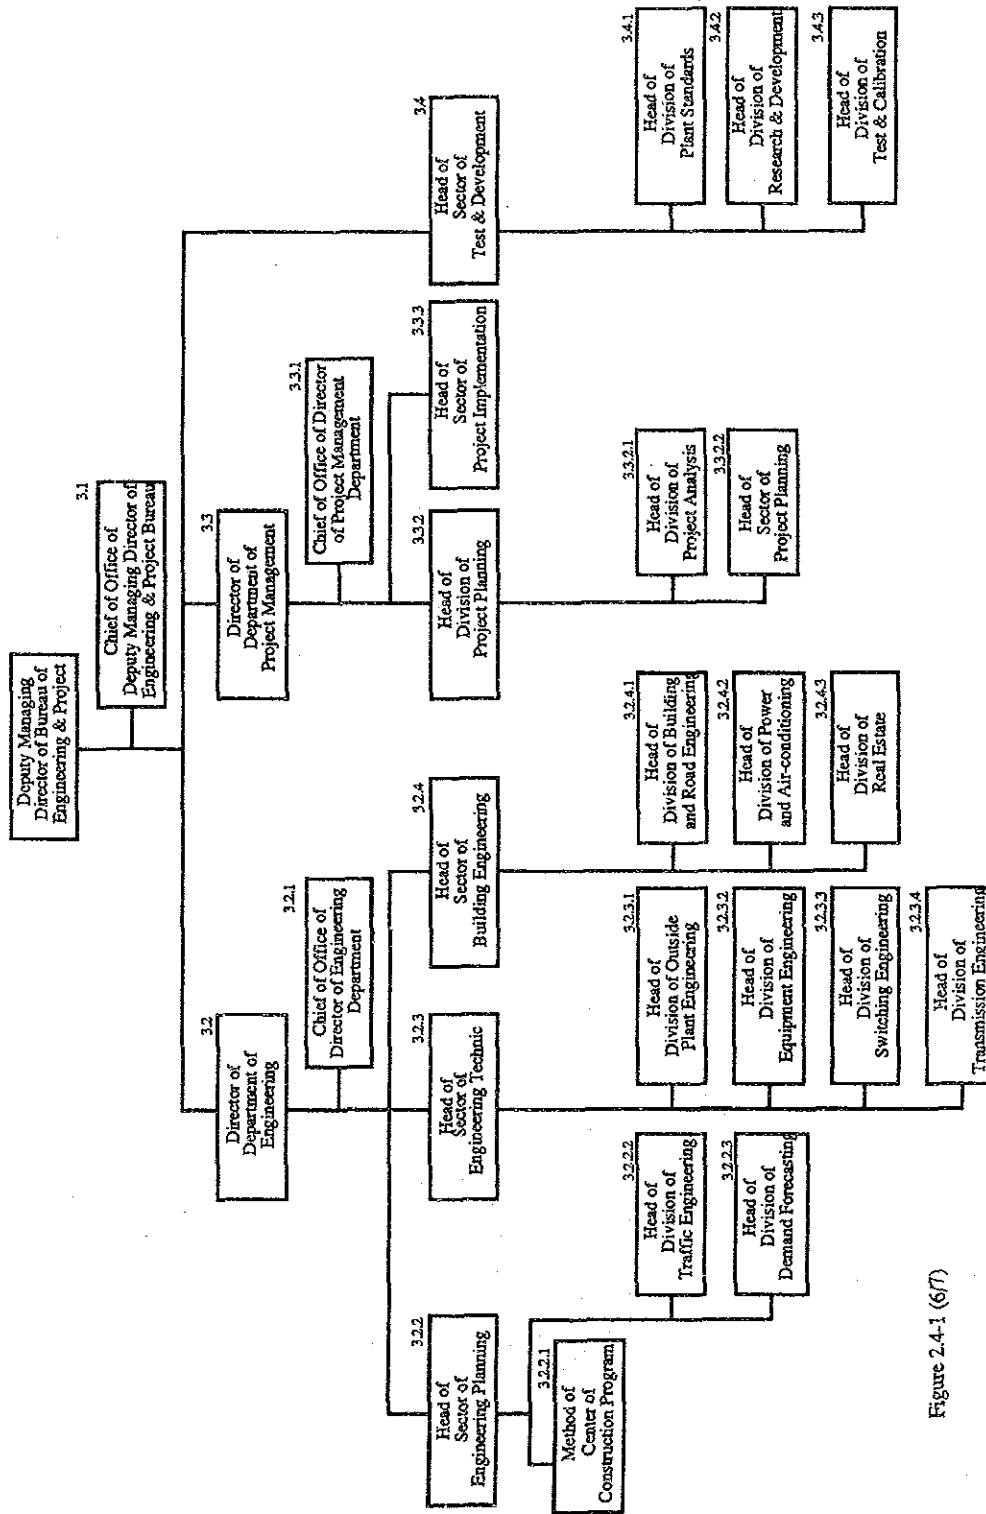 Deputy Managing
Director of Bureau of
Engineering & Project
3.1
Chief of Office of
Deputy Managing Director of
Engineering & Project Bureau
3.2
Director of
Department of
Engineering
3.2.1
Chief of Office of
Director of Engineering
Department
3.3
Director of
Department of
Project Management
3.3.1
Chief of Office of Director
of Project Management
Department
3.2.2
Head of
Sector of
Engineering Planning
3.2.3
Head of
Sector of
Engineering Technic
3.2.4
Head of
Sector of
Building Engineering
3.3.2
Head of
Division of
Project Planning
3.3.3
Head of
Sector of
Project Implementation
3.4
Head of
Sector of
Test & Development
3.2.2.1
Method of
Center of
Construction Program
3.2.2.2
Head of
Division of
Traffic Engineering
3.2.2.3
Head of
Division of
Demand Forecasting
3.2.3.1
Head of
Division of Outside
Plant Engineering
3.2.3.2
Head of
Division of
Equipment Engineering
3.2.3.3
Head of
Division of
Switching Engineering
3.2.3.4
Head of
Division of
Transmission Engineering
3.2.4.1
Head of
Division of Building
and Road Engineering
3.2.4.2
Head of
Division of Power
and Air-conditioning
3.2.4.3
Head of
Division of
Real Estate
3.3.2.1
Head of
Division of
Project Analysis
3.3.2.2
Head of
Sector of
Project Planning
3.4.1
Head of
Division of
Plant Standards
3.4.2
Head of
Division of
Research & Development
3.4.3
Head of
Division of
Test & Calibration
Figure 2.4-1 (6/7)